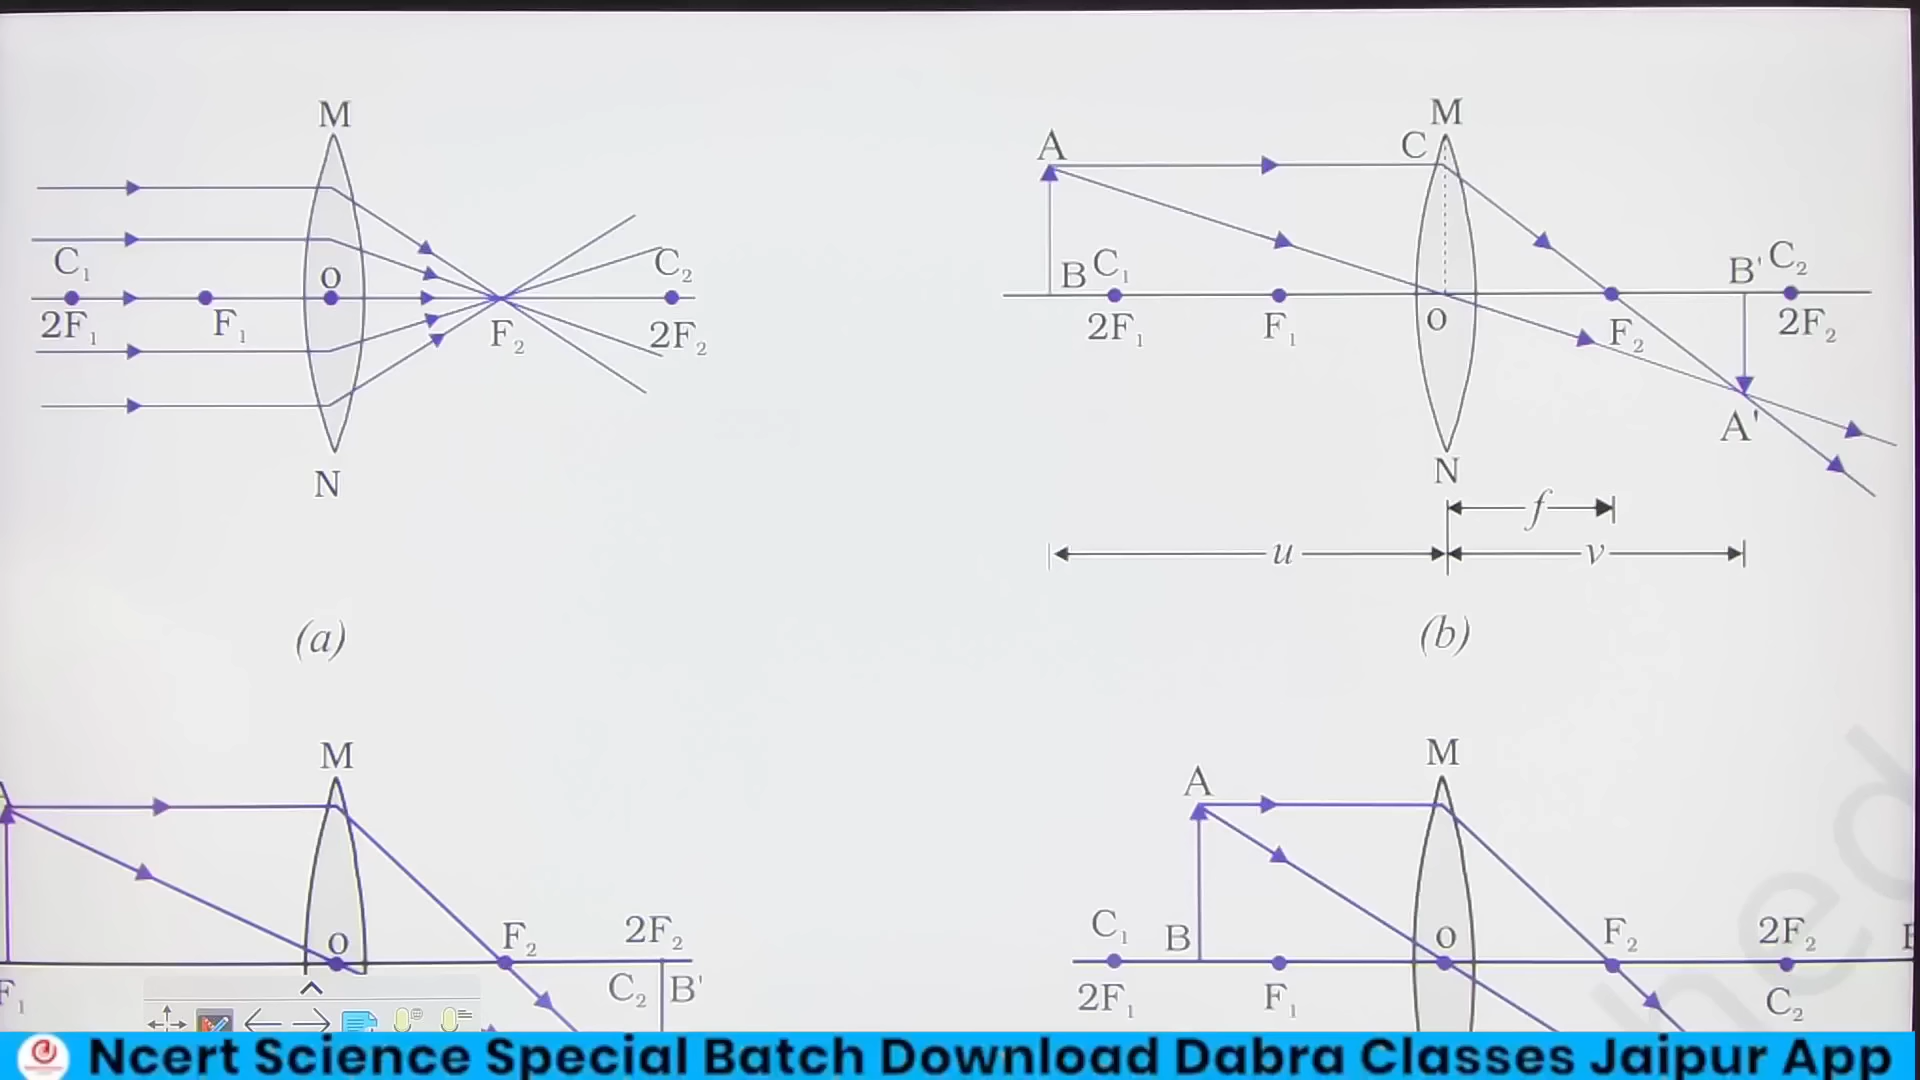 M
C₁
O
C₂
2F₁
F₁
F₂
2F₂
N
(a)
M
A
C
B
C₁
B'
C₂
2F₁
F₁
O
F₂
2F₂
A'
N
f
u
v
(b)
M
O
F₂
2F₂
F₁
C₂
B'
M
A
C₁
B
O
F₂
2F₂
2F₁
F₁
C₂
hed
Ncert Science Special Batch Download Dabra Classes Jaipur App